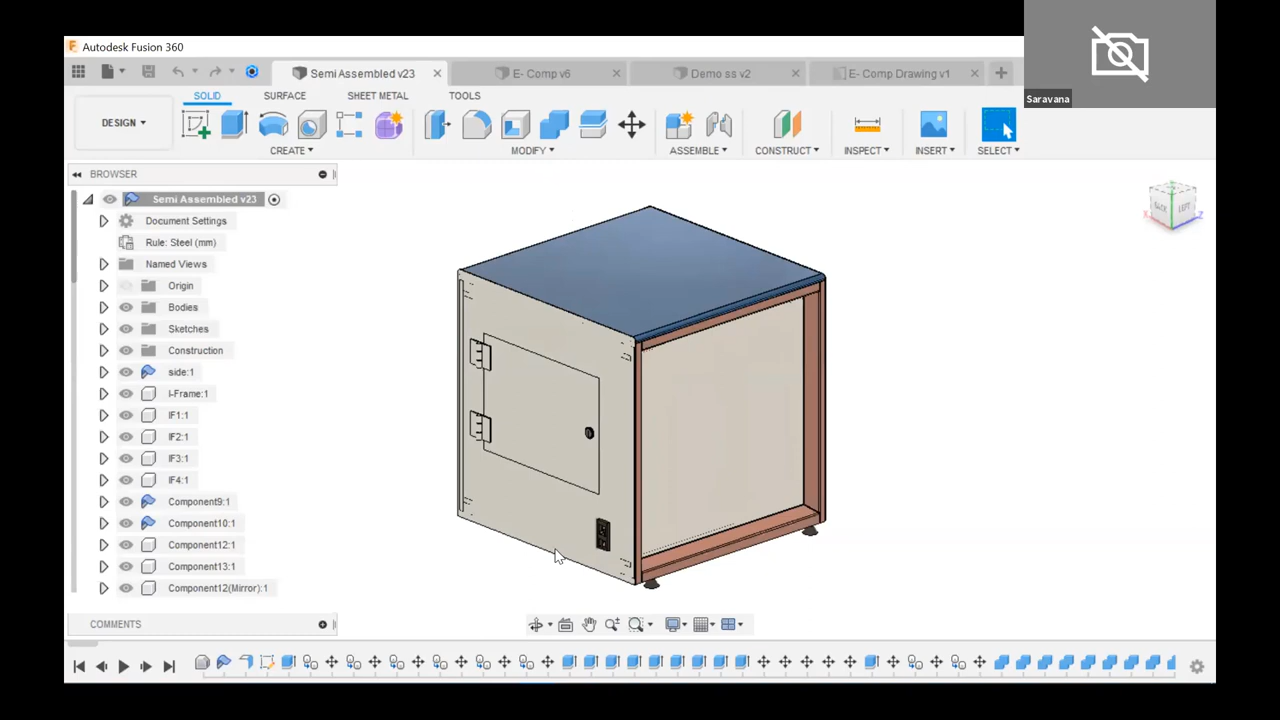 Autodesk Fusion 360
Saravana
Semi Assembled v23
E- Comp v6
Demo ss v2
E- Comp Drawing v1
SOLID
SURFACE
SHEET METAL
TOOLS
DESIGN
CREATE
MODIFY
ASSEMBLE
CONSTRUCT
INSPECT
INSERT
SELECT
BROWSER
Semi Assembled v23
Document Settings
Rule: Steel (mm)
Named Views
Origin
Bodies
Sketches
Construction
side:1
I-Frame:1
IF1:1
IF2:1
IF3:1
IF4:1
Component9:1
Component10:1
Component12:1
Component13:1
Component12(Mirror):1
BACK
LEFT
COMMENTS